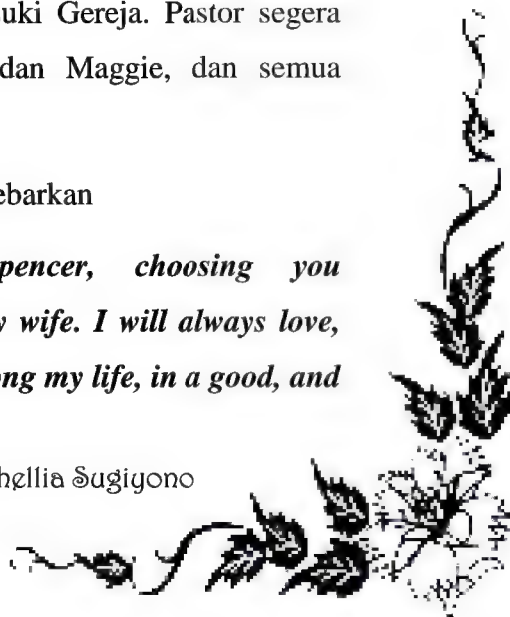 uki Gereja. Pastor segera
dan Maggie, dan semua
ebarkan
pencer, choosing you
wife. I will always love,
ong my life, in a good, and
hellia Sugiyono